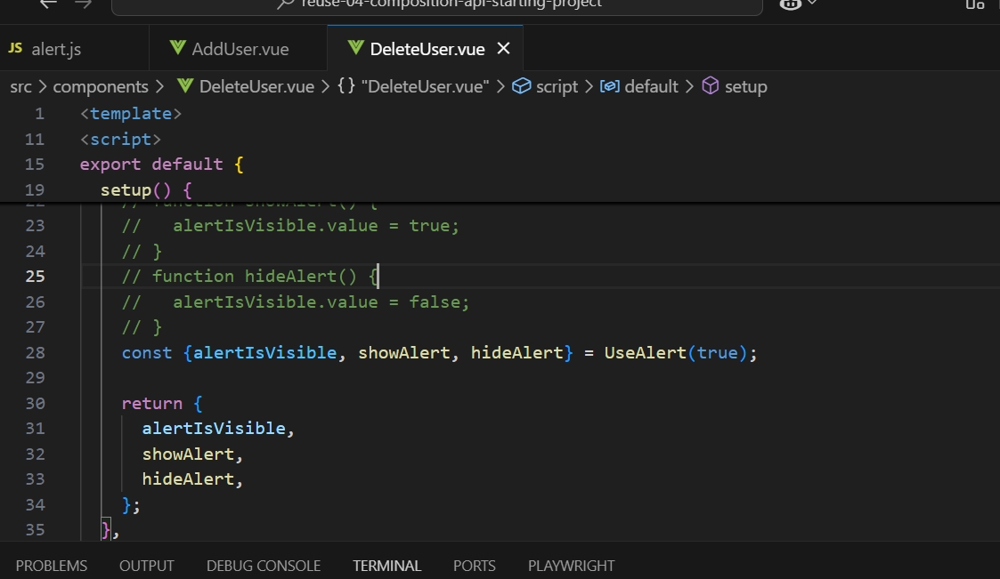 reuse-04-composition-api-starting-project
JS alert.js AddUser.vue DeleteUser.vue
src > components > DeleteUser.vue > {} "DeleteUser.vue" > script > default > setup
1 <template>
11 <script>
15 export default {
19 setup() {
22 // function showAlert() {
23 // alertIsVisible.value = true;
24 // }
25 // function hideAlert() {
26 // alertIsVisible.value = false;
27 // }
28 const {alertIsVisible, showAlert, hideAlert} = UseAlert(true);
29
30 return {
31 alertIsVisible,
32 showAlert,
33 hideAlert,
34 };
35 },
PROBLEMS OUTPUT DEBUG CONSOLE TERMINAL PORTS PLAYWRIGHT